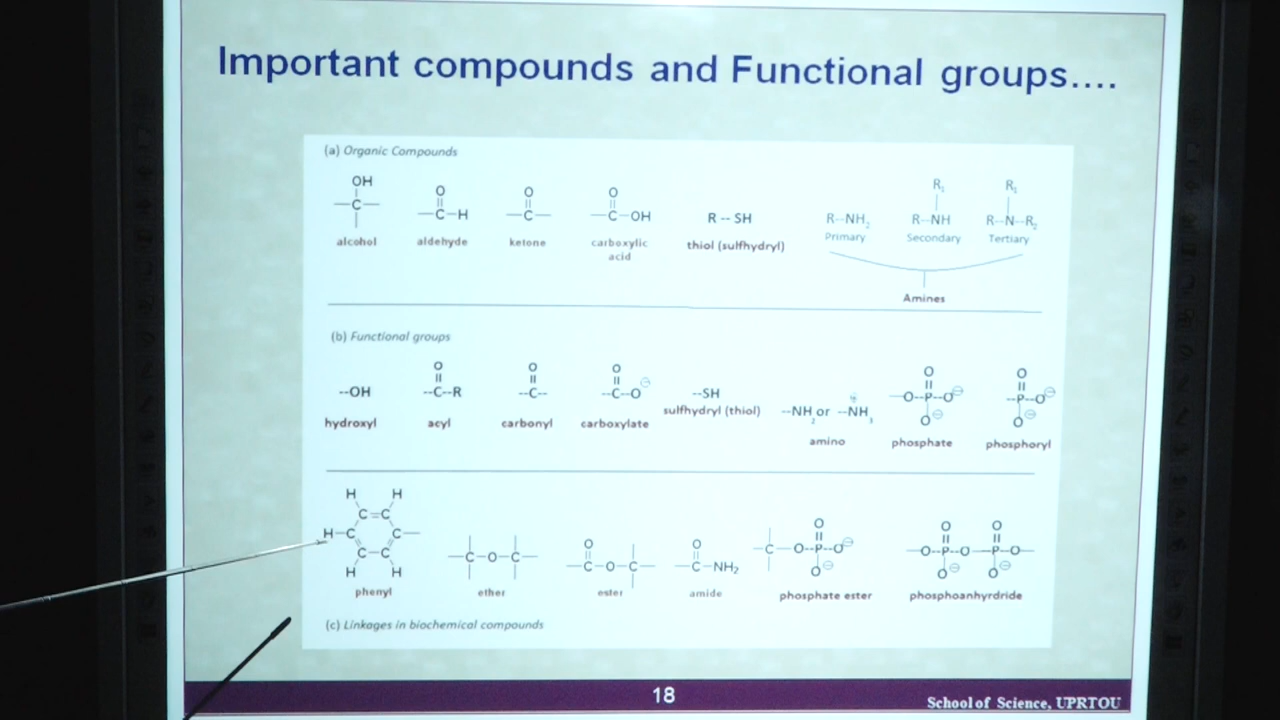 Important compounds and Functional groups....
(a) Organic Compounds
OH
—C—
alcohol
O
—C—H
aldehyde
O
—C—
ketone
O
—C—OH
carboxylic
acid
R -- SH
thiol (sulfhydryl)
R--NH2
Primary
R1
R--NH
Secondary
R1
R--N--R2
Tertiary
Amines
(b) Functional groups
--OH
hydroxyl
O
--C--R
acyl
O
--C--
carbonyl
O
--C--O⊖
carboxylate
--SH
sulfhydryl (thiol)
--NH2 or --NH3
amino
O
—O--P--O⊖
O⊖
phosphate
O
--P--O⊖
O⊖
phosphoryl
H H
C=C
H—C C—
C—C
H H
phenyl
—C—O—C—
ether
O
—C—O—C—
ester
O
—C—NH2
amide
O
—C—O--P--O⊖
O⊖
phosphate ester
O O
—O--P--O—P--O—
O⊖ O⊖
phosphoanhyrdride
(c) Linkages in biochemical compounds
18
School of Science, UPRTOU